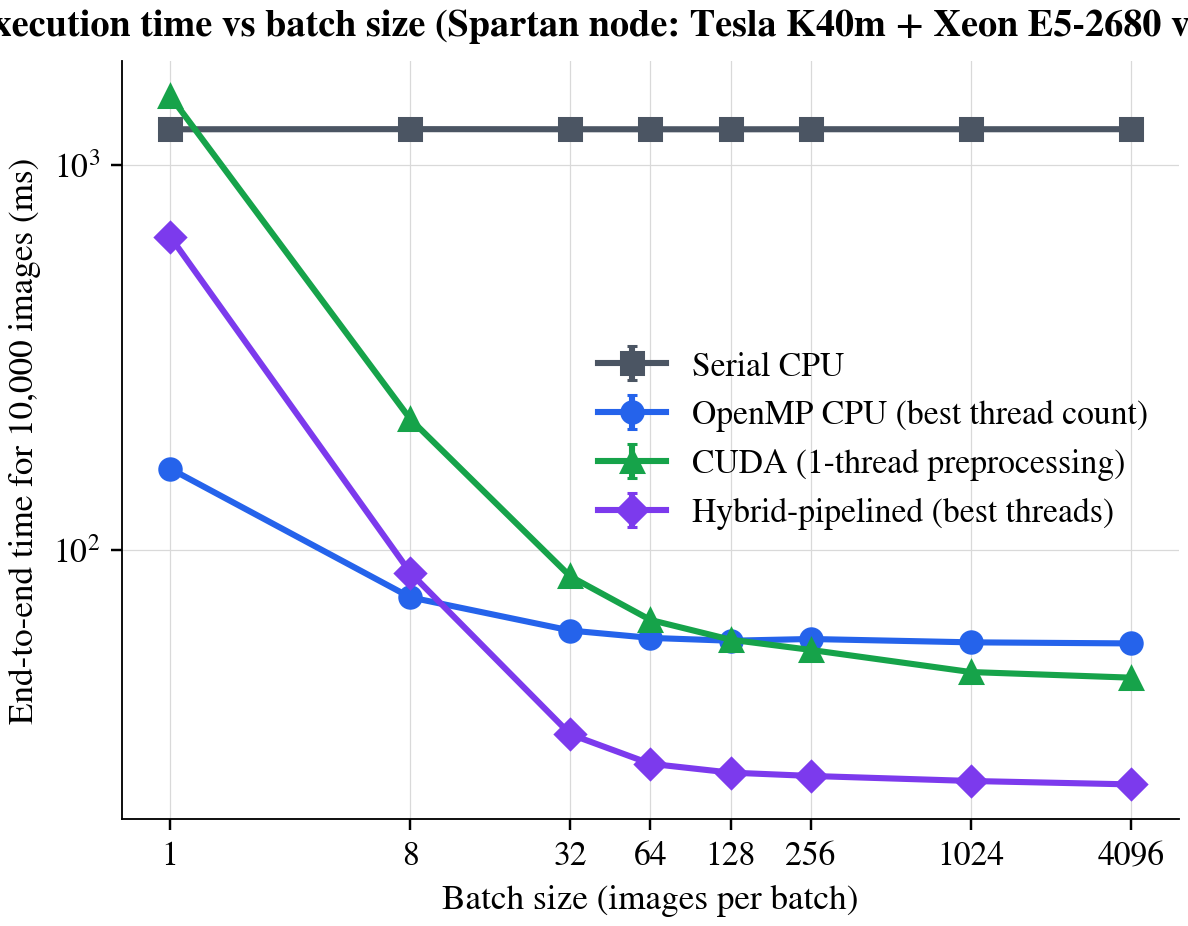 xecution time vs batch size (Spartan node: Tesla K40m + Xeon E5-2680 v
End-to-end time for 10,000 images (ms)
10³
10²
Serial CPU
OpenMP CPU (best thread count)
CUDA (1-thread preprocessing)
Hybrid-pipelined (best threads)
1 8 32 64 128 256 1024 4096
Batch size (images per batch)